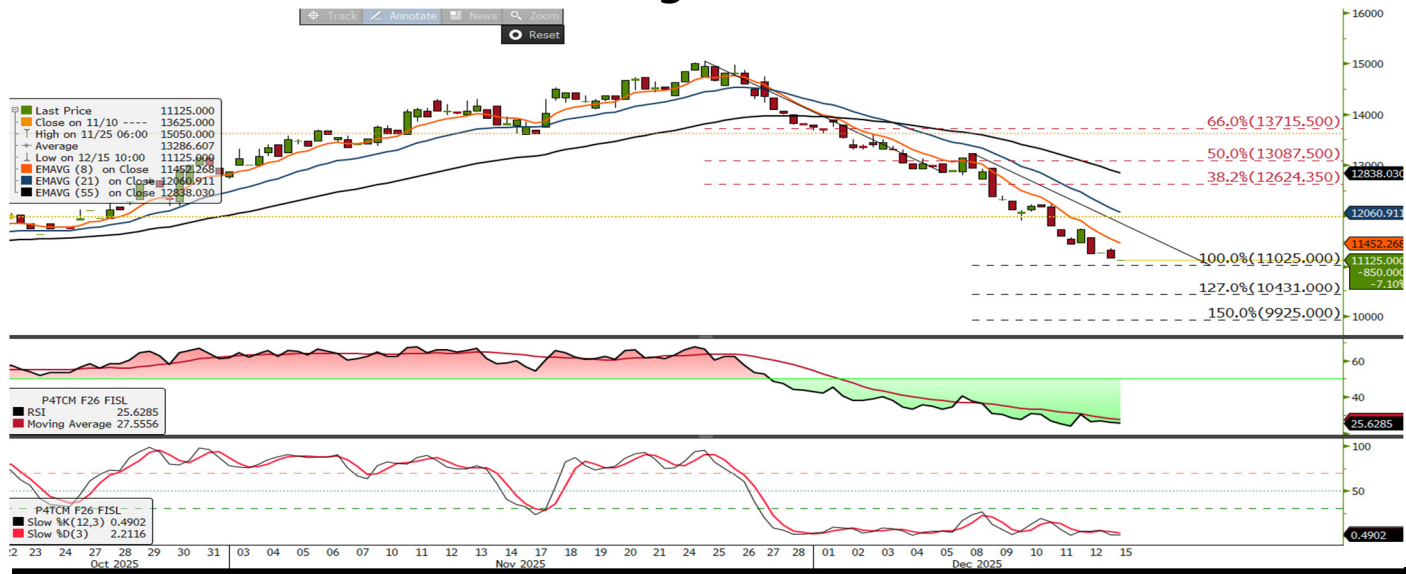 Track Annotate News Zoom
Reset
16000
15000
14000
13000
10000
Last Price 11125.000
Close on 11/10 ---- 13625.000
High on 11/25 06:00 15050.000
Average 13286.607
Low on 12/15 10:00 11125.000
EMAVG (8) on Close 11452.268
EMAVG (21) on Close 12060.911
EMAVG (55) on Close 12838.030
66.0%(13715.500)
50.0%(13087.500)
38.2%(12624.350)
100.0%(11025.000)
127.0%(10431.000)
150.0%(9925.000)
12838.030
12060.911
11452.268
11125.000
-850.000
-7.10%
P4TCM F26 FISL
RSI 25.6285
Moving Average 27.5556
60
40
25.6285
P4TCM F26 FISL
Slow %K(12,3) 0.4902
Slow %D(3) 2.2116
100
50
0.4902
22 23 24 27 28 29 30 31 03 04 05 06 07 10 11 12 13 14 17 18 19 20 21 24 25 26 27 28 01 02 03 04 05 08 09 10 11 12 15
Oct 2025 Nov 2025 Dec 2025